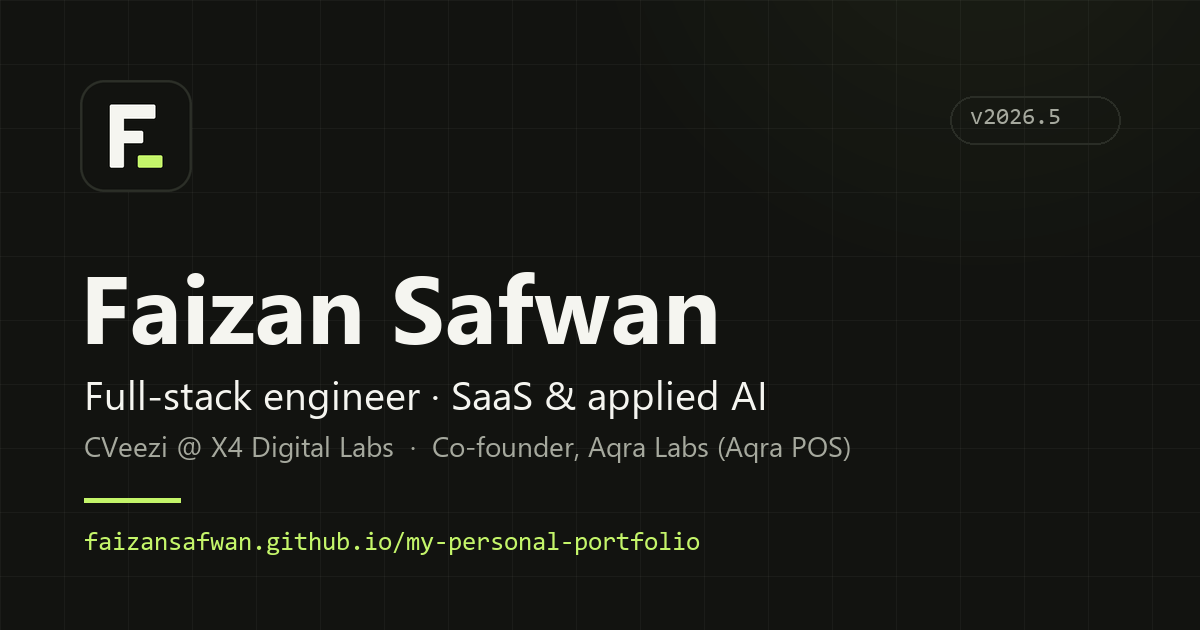 F
v2026.5
Faizan Safwan
Full-stack engineer · SaaS & applied AI
CVeezi @ X4 Digital Labs · Co-founder, Aqra Labs (Aqra POS)
faizansafwan.github.io/my-personal-portfolio